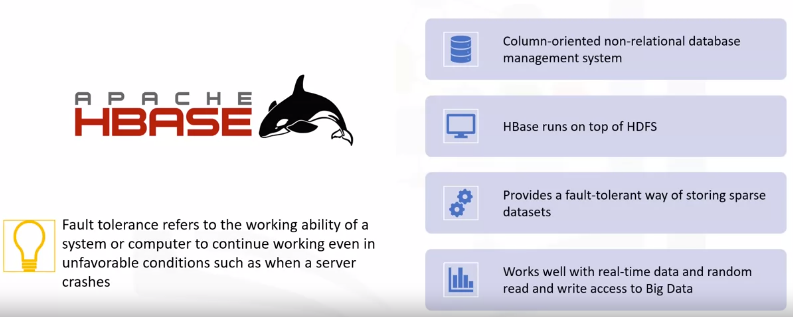 APACHE
HBASE
Fault tolerance refers to the working ability of a
system or computer to continue working even in
unfavorable conditions such as when a server
crashes
Column-oriented non-relational database
management system
HBase runs on top of HDFS
Provides a fault-tolerant way of storing sparse
datasets
Works well with real-time data and random
read and write access to Big Data